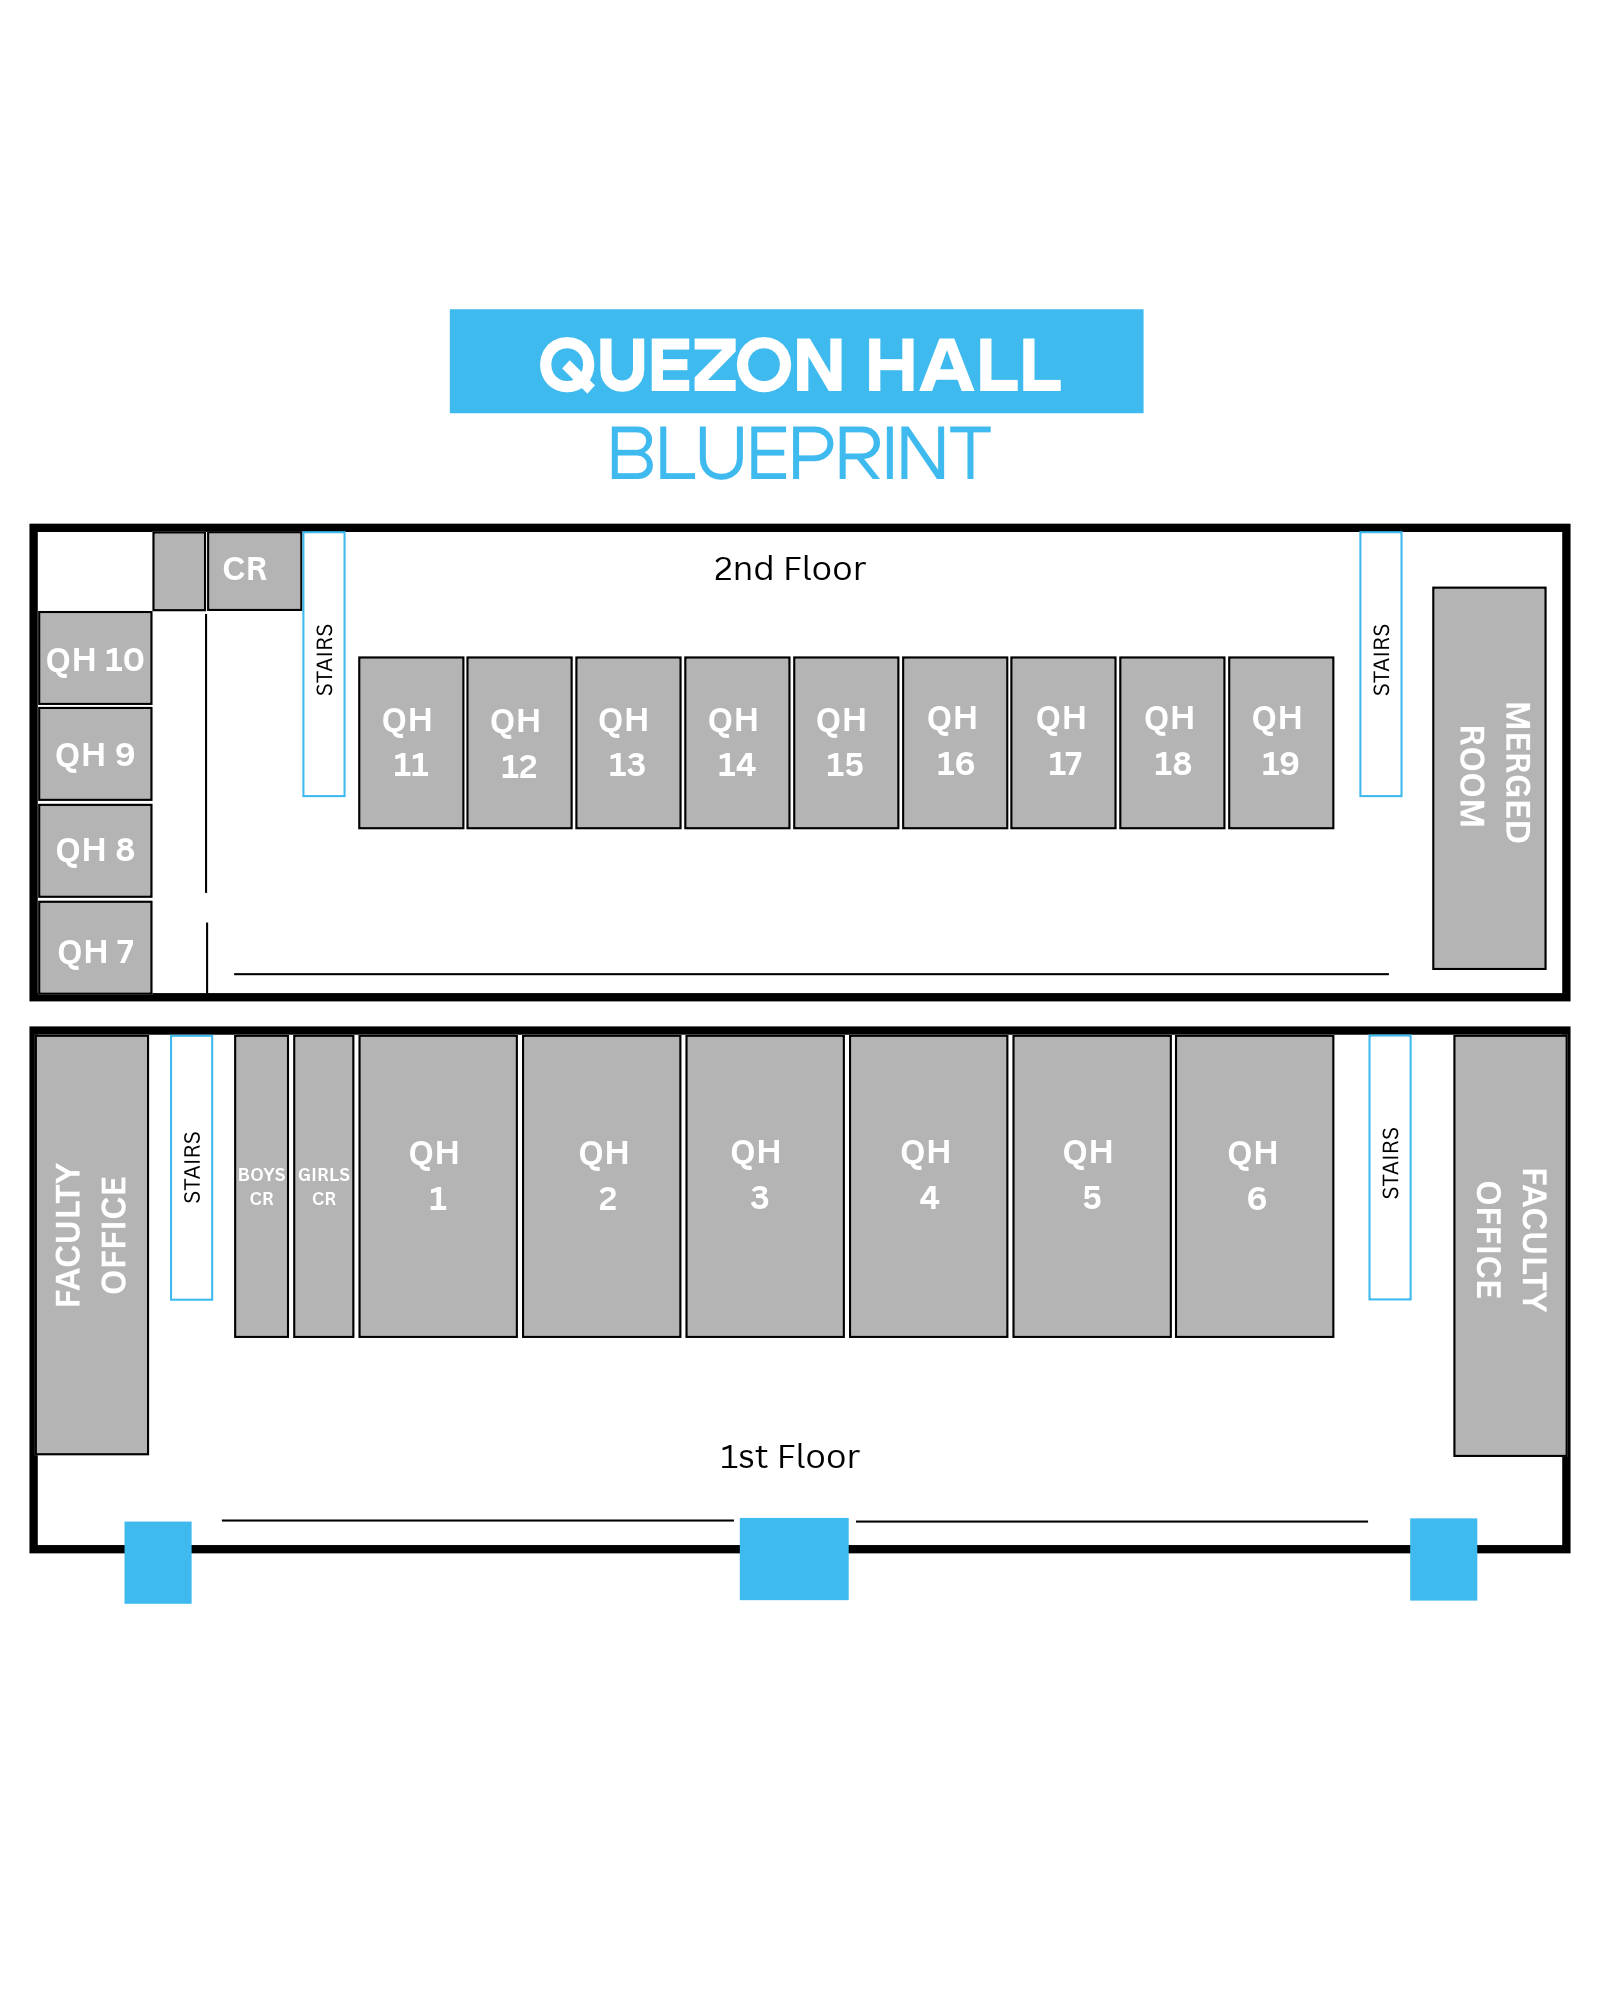 QUEZON HALL
BLUEPRINT
2nd Floor
CR
STAIRS
STAIRS
QH 10
QH 9
QH 8
QH 7
QH
11
QH
12
QH
13
QH
14
QH
15
QH
16
QH
17
QH
18
QH
19
MERGED
ROOM
FACULTY
OFFICE
STAIRS
BOYS
CR
GIRLS
CR
QH
1
QH
2
QH
3
QH
4
QH
5
QH
6
STAIRS
FACULTY
OFFICE
1st Floor